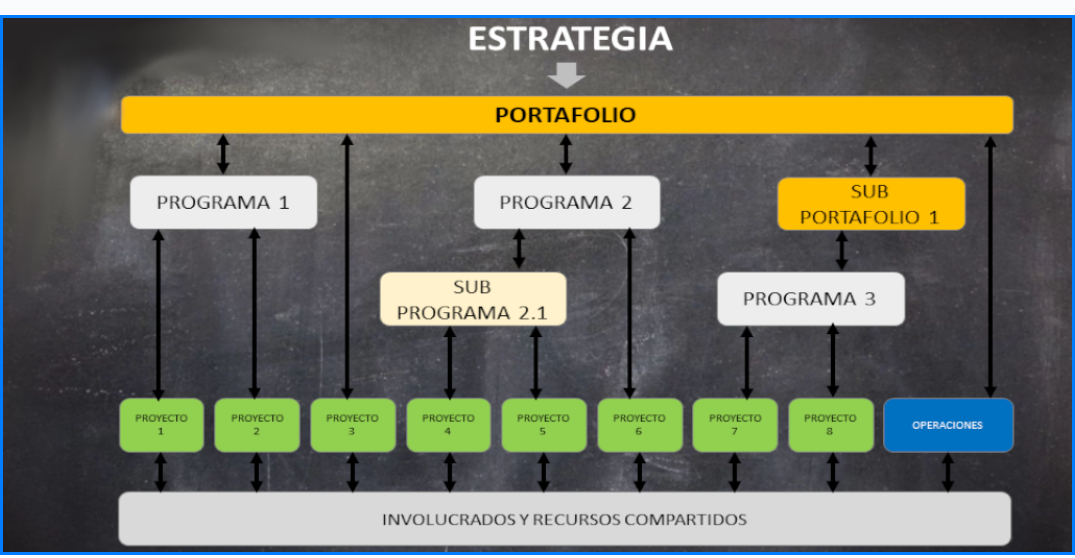 ESTRATEGIA
PORTAFOLIO
PROGRAMA 1
PROGRAMA 2
SUB
PORTAFOLIO 1
SUB
PROGRAMA 2.1
PROGRAMA 3
PROYECTO
1
PROYECTO
2
PROYECTO
3
PROYECTO
4
PROYECTO
5
PROYECTO
6
PROYECTO
7
PROYECTO
8
OPERACIONES
INVOLUCRADOS Y RECURSOS COMPARTIDOS